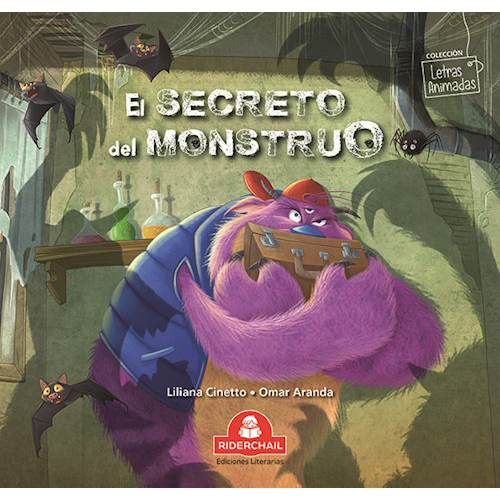 COLECCIÓN
Letras
Animadas
El SECRETO
del MONSTRUO
Liliana Cinetto • Omar Aranda
RIDERCHAIL
Ediciones Literarias